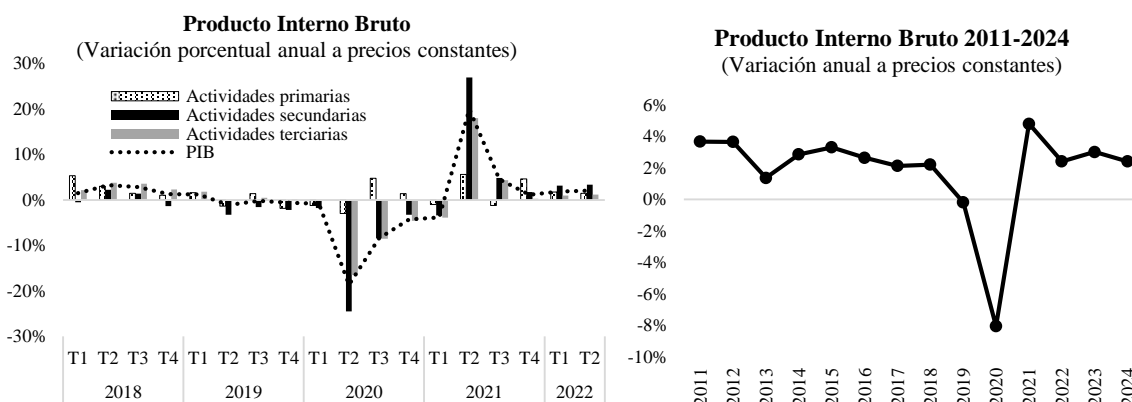 Producto Interno Bruto
(Variación porcentual anual a precios constantes)
30%
20%
10%
0%
-10%
-20%
-30%
Actividades primarias
Actividades secundarias
Actividades terciarias
PIB
T1 T2 T3 T4 T1 T2 T3 T4 T1 T2 T3 T4 T1 T2 T3 T4 T1 T2
2018 2019 2020 2021 2022
Producto Interno Bruto 2011-2024
(Variación anual a precios constantes)
6%
4%
2%
0%
-2%
-4%
-6%
-8%
-10%
2011 2012 2013 2014 2015 2016 2017 2018 2019 2020 2021 2022 2023 2024